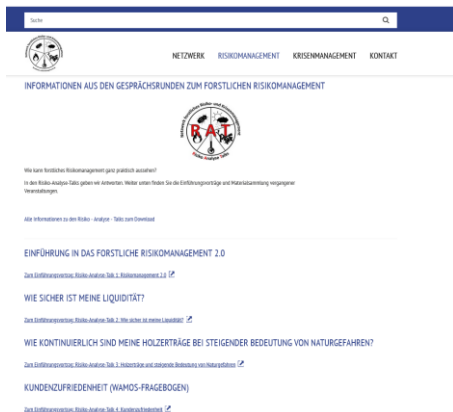 Suche
NETZWERK RISIKOMANAGEMENT KRISENMANAGEMENT KONTAKT
INFORMATIONEN AUS DEN GESPRÄCHSRUNDEN ZUM FORSTLICHEN RISIKOMANAGEMENT
RAT
Risiko-Analyse-Talks
Wie kann forstliches Risikomanagement ganz praktisch aussehen?
In den Risiko-Analyse-Talks geben wir Antworten. Weiter unten finden Sie die Einführungsvorträge und Materialsammlung vergangener
Veranstaltungen.
Alle Informationen zu den Risiko - Analyse - Talks zum Download
EINFÜHRUNG IN DAS FORSTLICHE RISIKOMANAGEMENT 2.0
Zum Einführungsvortrag: Risiko-Analyse-Talk 1: Risikomanagement 2.0
WIE SICHER IST MEINE LIQUIDITÄT?
Zum Einführungsvortrag: Risiko-Analyse-Talk 2: Wie sicher ist meine Liquidität?
WIE KONTINUIERLICH SIND MEINE HOLZERTRÄGE BEI STEIGENDER BEDEUTUNG VON NATURGEFAHREN?
Zum Einführungsvortrag: Risiko-Analyse-Talk 3: Holzerträge und steigende Bedeutung von Naturgefahren
KUNDENZUFRIEDENHEIT (WAMOS-FRAGEBOGEN)
Zum Einführungsvortrag: Risiko-Analyse-Talk 4: Kundenzufriedenheit